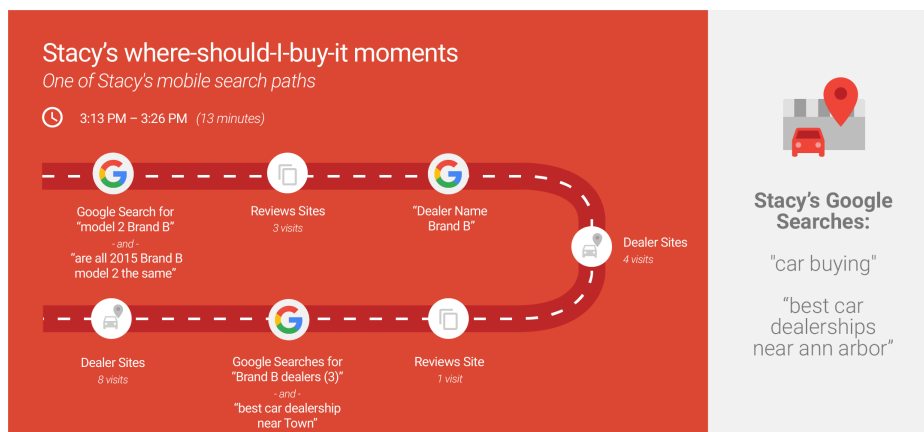 Stacy's where-should-I-buy-it moments
One of Stacy's mobile search paths
3:13 PM – 3:26 PM (13 minutes)
Google Search for
“model 2 Brand B”
- and -
“are all 2015 Brand B
model 2 the same”
Reviews Sites
3 visits
“Dealer Name
Brand B”
Dealer Sites
4 visits
Reviews Site
1 visit
Google Searches for
“Brand B dealers (3)”
- and -
“best car dealership
near Town”
Dealer Sites
8 visits
Stacy's Google
Searches:
"car buying"
“best car
dealerships
near ann arbor”